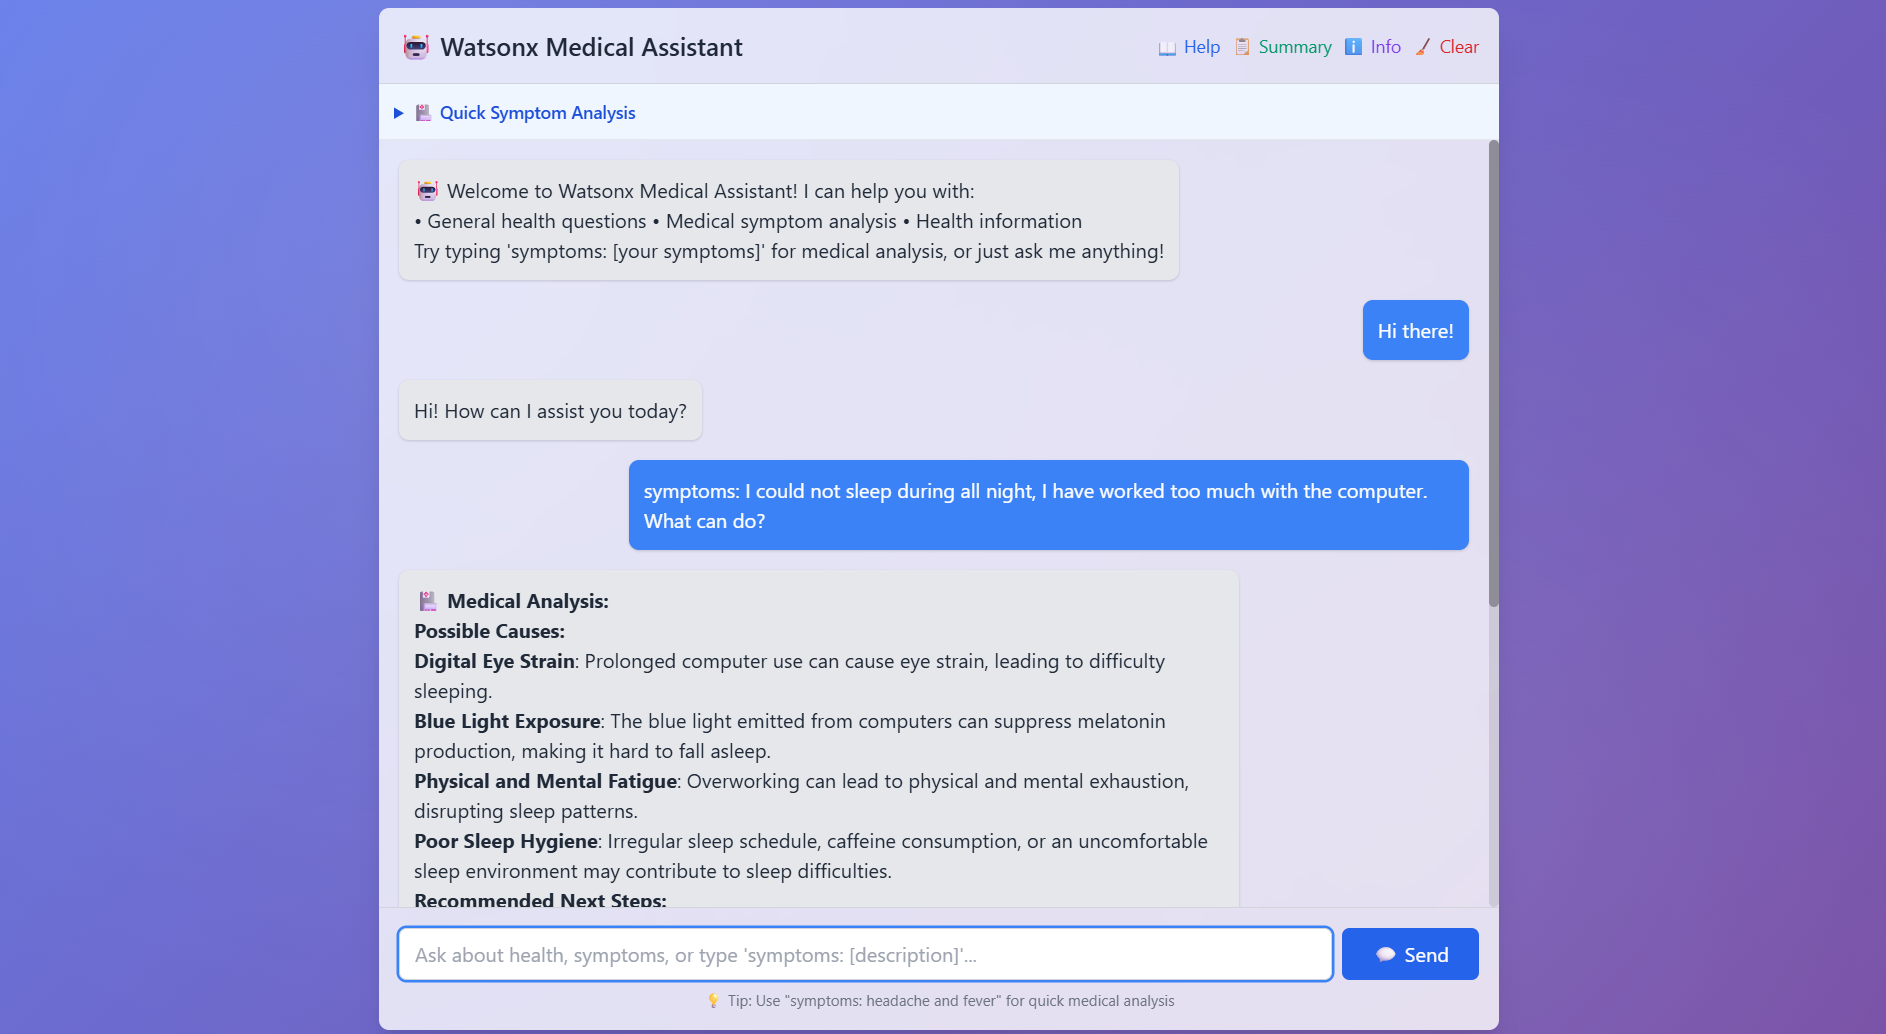 Watsonx Medical Assistant
Help Summary Info Clear
Quick Symptom Analysis
Welcome to Watsonx Medical Assistant! I can help you with:
• General health questions • Medical symptom analysis • Health information
Try typing 'symptoms: [your symptoms]' for medical analysis, or just ask me anything!
Hi there!
Hi! How can I assist you today?
symptoms: I could not sleep during all night, I have worked too much with the computer.
What can do?
Medical Analysis:
Possible Causes:
Digital Eye Strain: Prolonged computer use can cause eye strain, leading to difficulty
sleeping.
Blue Light Exposure: The blue light emitted from computers can suppress melatonin
production, making it hard to fall asleep.
Physical and Mental Fatigue: Overworking can lead to physical and mental exhaustion,
disrupting sleep patterns.
Poor Sleep Hygiene: Irregular sleep schedule, caffeine consumption, or an uncomfortable
sleep environment may contribute to sleep difficulties.
Recommended Next Steps:
Ask about health, symptoms, or type 'symptoms: [description]'...
Send
Tip: Use "symptoms: headache and fever" for quick medical analysis